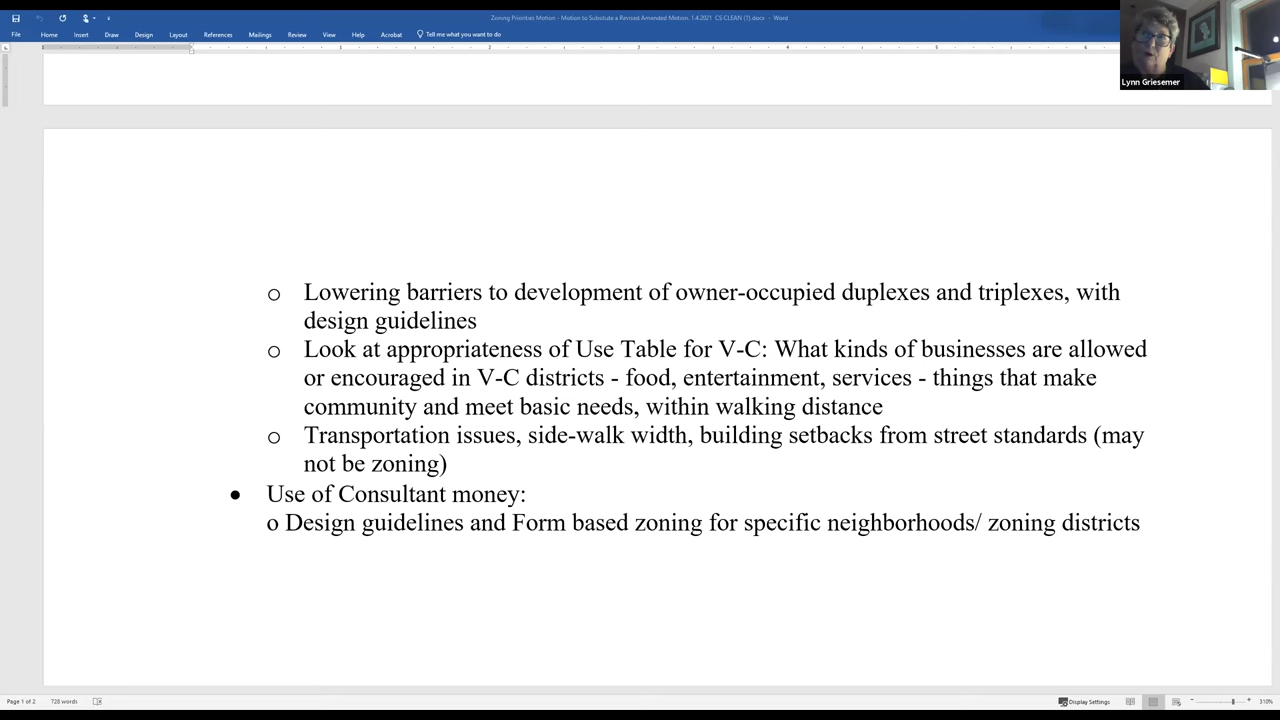 Zoning Priorities Motion - Motion to Substitute a Revised Amended Motion. 1.4.2021 CS CLEAN (1).docx - Word
File Home Insert Draw Design Layout References Mailings Review View Help Acrobat Tell me what you want to do
Lynn Griesemer
o Lowering barriers to development of owner-occupied duplexes and triplexes, with
design guidelines
o Look at appropriateness of Use Table for V-C: What kinds of businesses are allowed
or encouraged in V-C districts - food, entertainment, services - things that make
community and meet basic needs, within walking distance
o Transportation issues, side-walk width, building setbacks from street standards (may
not be zoning)
• Use of Consultant money:
o Design guidelines and Form based zoning for specific neighborhoods/ zoning districts
Page 1 of 2 728 words Display Settings 310%